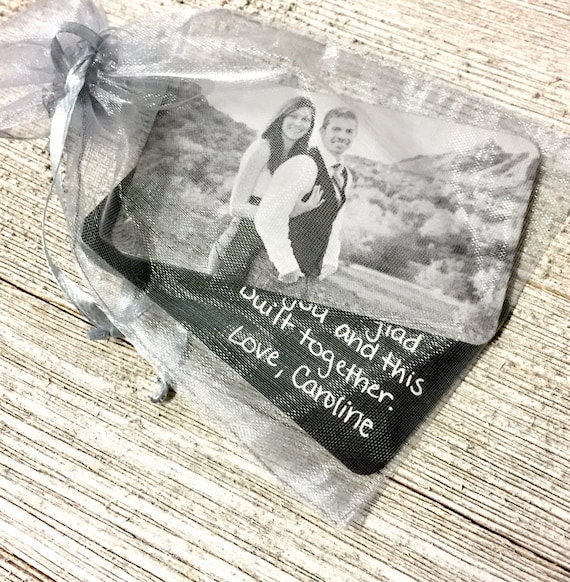 and this
built together.
Love, Caroline